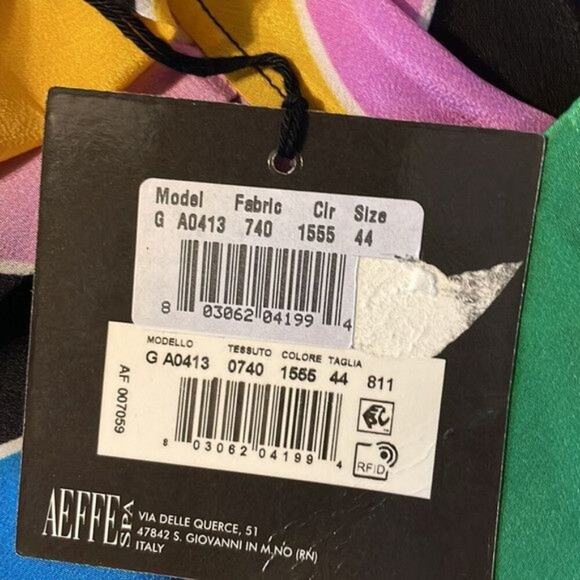 Model Fabric Clr Size
G A0413 740 1555 44
8 03062 04199 4
MODELLO TESSUTO COLORE TAGLIA
G A0413 0740 1555 44 811
AF 007059
8 03062 04199 4
RFID
AEFFE SPA
VIA DELLE QUERCE, 51
47842 S. GIOVANNI IN M.NO (RN)
ITALY